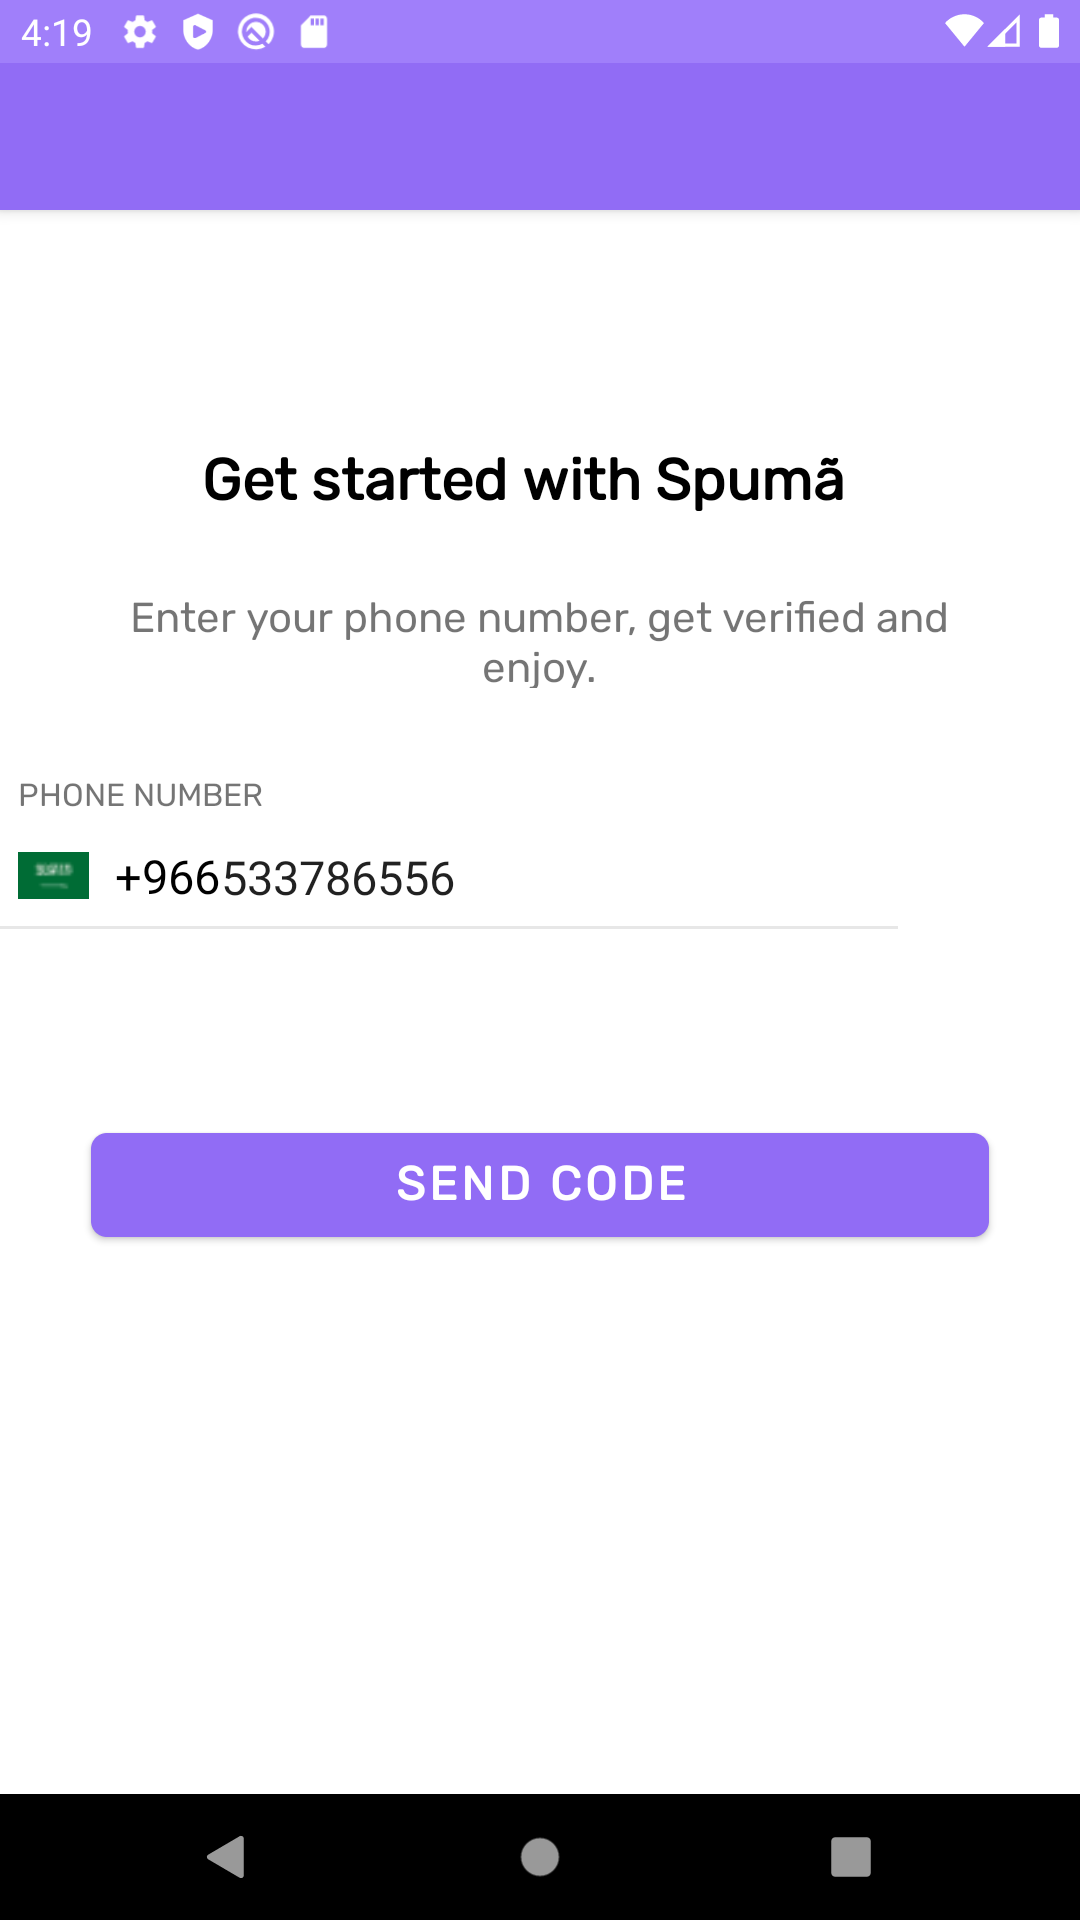 4:19
Get started with Spumã
Enter your phone number, get verified and
enjoy.
PHONE NUMBER
+966533786556
SEND CODE